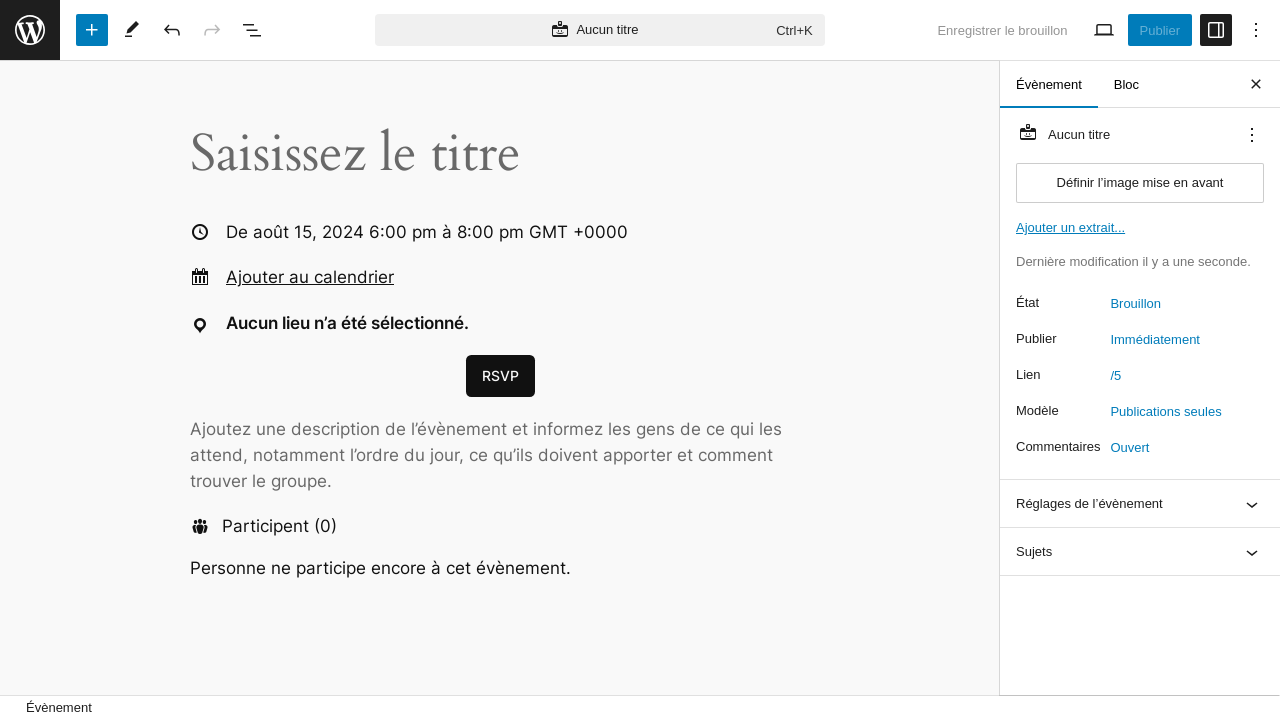 Aucun titre
Ctrl+K
Enregistrer le brouillon
Publier
Évènement
Bloc
Aucun titre
Définir l’image mise en avant
Ajouter un extrait...
Dernière modification il y a une seconde.
État
Brouillon
Publier
Immédiatement
Lien
/5
Modèle
Publications seules
Commentaires
Ouvert
Réglages de l’évènement
Sujets
Saisissez le titre
De août 15, 2024 6:00 pm à 8:00 pm GMT +0000
Ajouter au calendrier
Aucun lieu n’a été sélectionné.
RSVP
Ajoutez une description de l’évènement et informez les gens de ce qui les
attend, notamment l’ordre du jour, ce qu’ils doivent apporter et comment
trouver le groupe.
Participent (0)
Personne ne participe encore à cet évènement.
Évènement